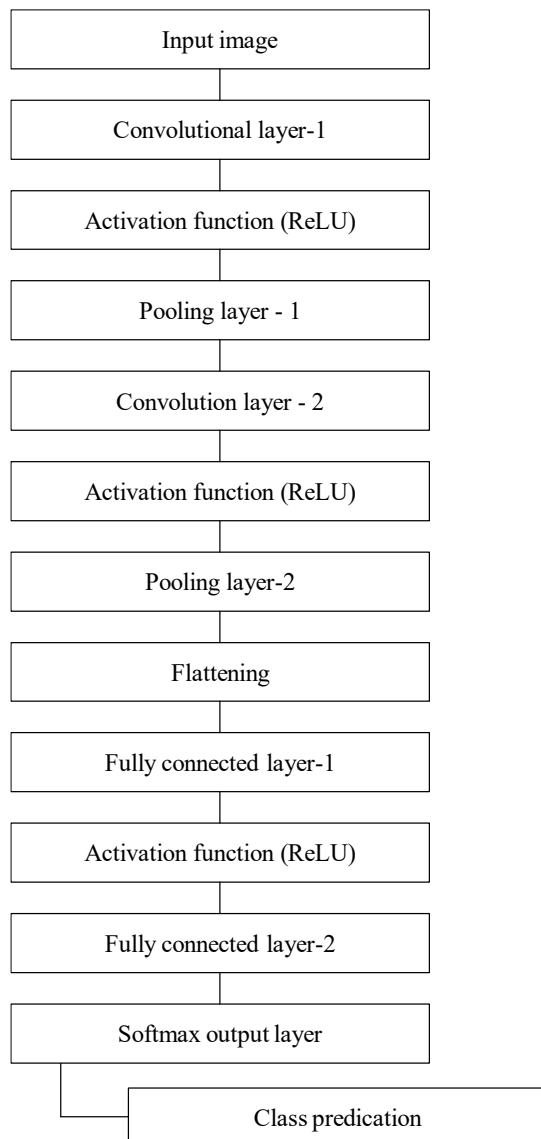 Input image
Convolutional layer-1
Activation function (ReLU)
Pooling layer - 1
Convolution layer - 2
Activation function (ReLU)
Pooling layer-2
Flattening
Fully connected layer-1
Activation function (ReLU)
Fully connected layer-2
Softmax output layer
Class predication